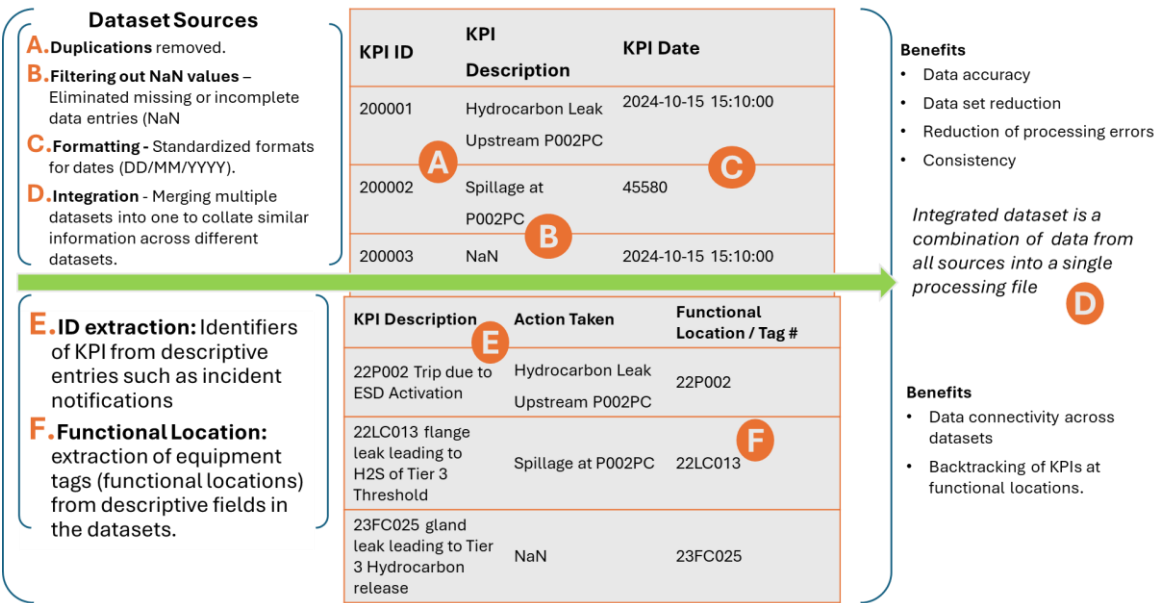 Dataset Sources
A.Duplications removed.
B.Filtering out NaN values –
Eliminated missing or incomplete
data entries (NaN
C.Formatting - Standardized formats
for dates (DD/MM/YYYY).
D.Integration - Merging multiple
datasets into one to collate similar
information across different
datasets.
KPI ID
KPI
Description
KPI Date
200001
Hydrocarbon Leak
Upstream P002PC
2024-10-15 15:10:00
A
C
200002
Spillage at
P002PC
45580
B
200003
NaN
2024-10-15 15:10:00
Benefits
• Data accuracy
• Data set reduction
• Reduction of processing errors
• Consistency
Integrated dataset is a
combination of data from
all sources into a single
processing file
D
E.ID extraction: Identifiers
of KPI from descriptive
entries such as incident
notifications
F.Functional Location:
extraction of equipment
tags (functional locations)
from descriptive fields in
the datasets.
KPI Description
Action Taken
Functional
Location / Tag #
E
22P002 Trip due to
ESD Activation
Hydrocarbon Leak
Upstream P002PC
22P002
22LC013 flange
leak leading to
H2S of Tier 3
Threshold
Spillage at P002PC
22LC013
F
23FC025 gland
leak leading to Tier
3 Hydrocarbon
release
NaN
23FC025
Benefits
• Data connectivity across
datasets
• Backtracking of KPIs at
functional locations.